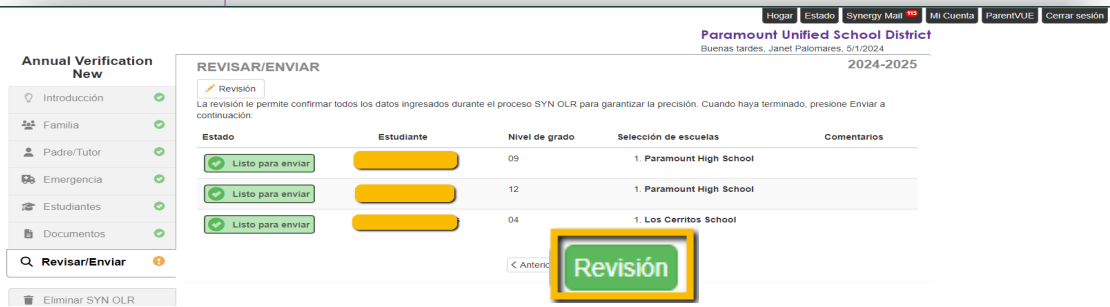 Hogar Estado Synergy Mail 915 Mi Cuenta ParentVUE Cerrar sesión
Paramount Unified School District
Buenas tardes, Janet Palomares, 5/1/2024
Annual Verification
New
Introducción
Familia
Padre/Tutor
Emergencia
Estudiantes
Documentos
Revisar/Enviar
Eliminar SYN OLR
REVISAR/ENVIAR 2024-2025
Revisión
La revisión le permite confirmar todos los datos ingresados durante el proceso SYN OLR para garantizar la precisión. Cuando haya terminado, presione Enviar a
continuación:
Estado Estudiante Nivel de grado Selección de escuelas Comentarios
Listo para enviar 09 1. Paramount High School
Listo para enviar 12 1. Paramount High School
Listo para enviar 04 1. Los Cerritos School
< Anterio
Revisión